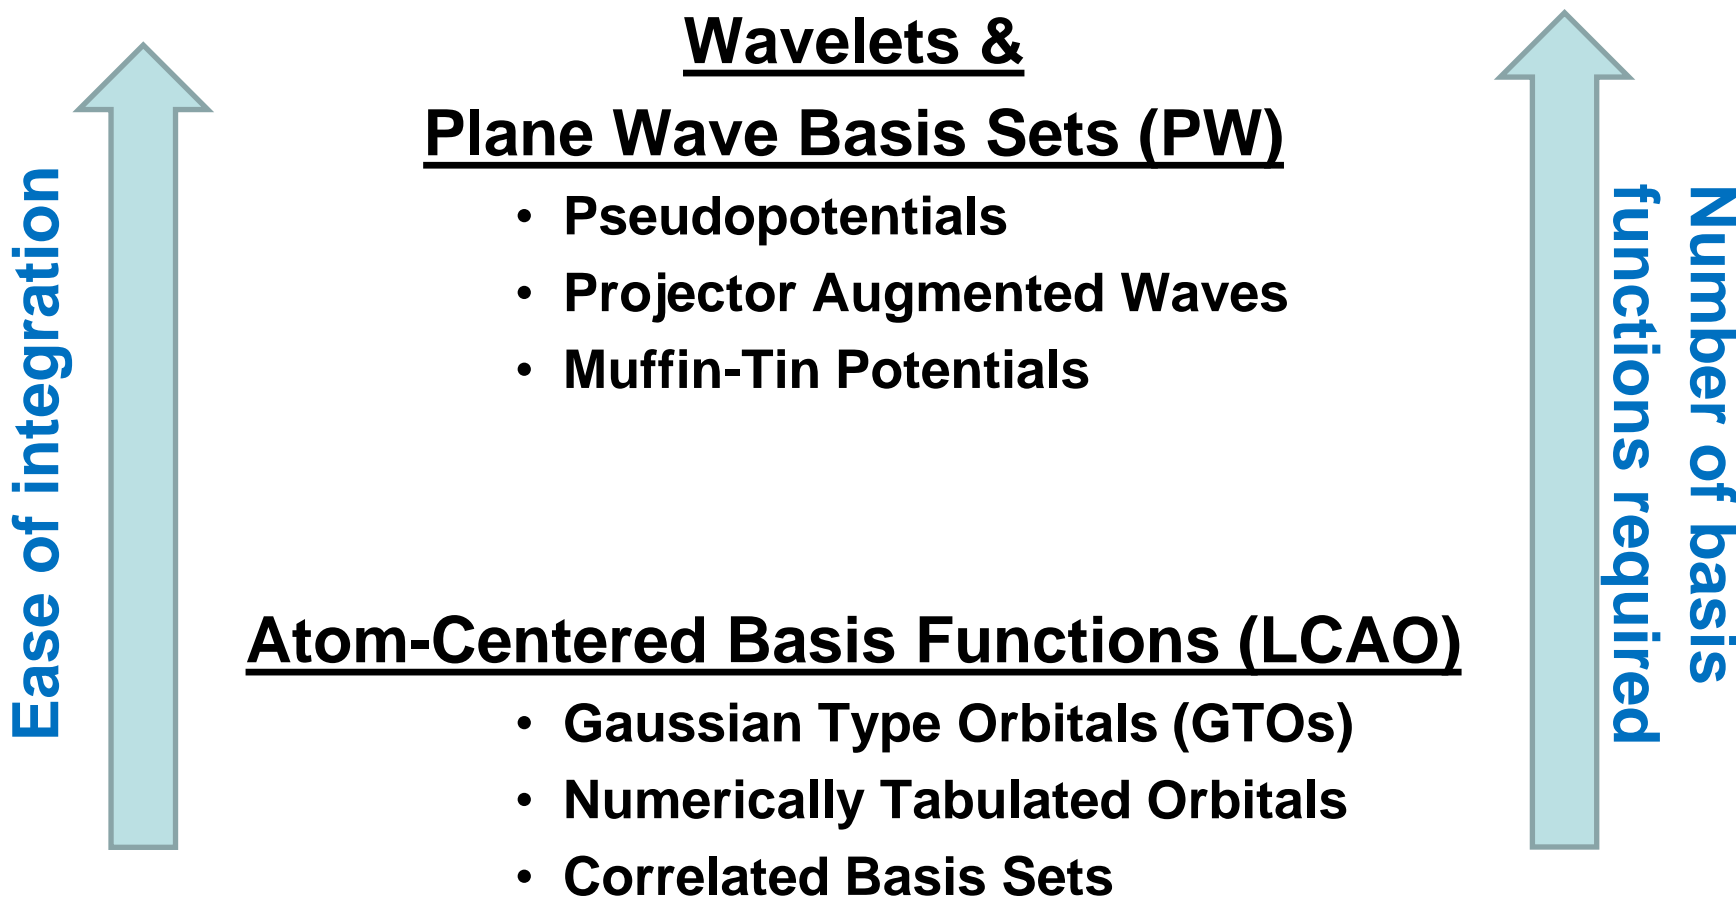 Wavelets &
Plane Wave Basis Sets (PW)
• Pseudopotentials
• Projector Augmented Waves
• Muffin-Tin Potentials
Atom-Centered Basis Functions (LCAO)
• Gaussian Type Orbitals (GTOs)
• Numerically Tabulated Orbitals
• Correlated Basis Sets
Ease of integration
Number of basis
functions required